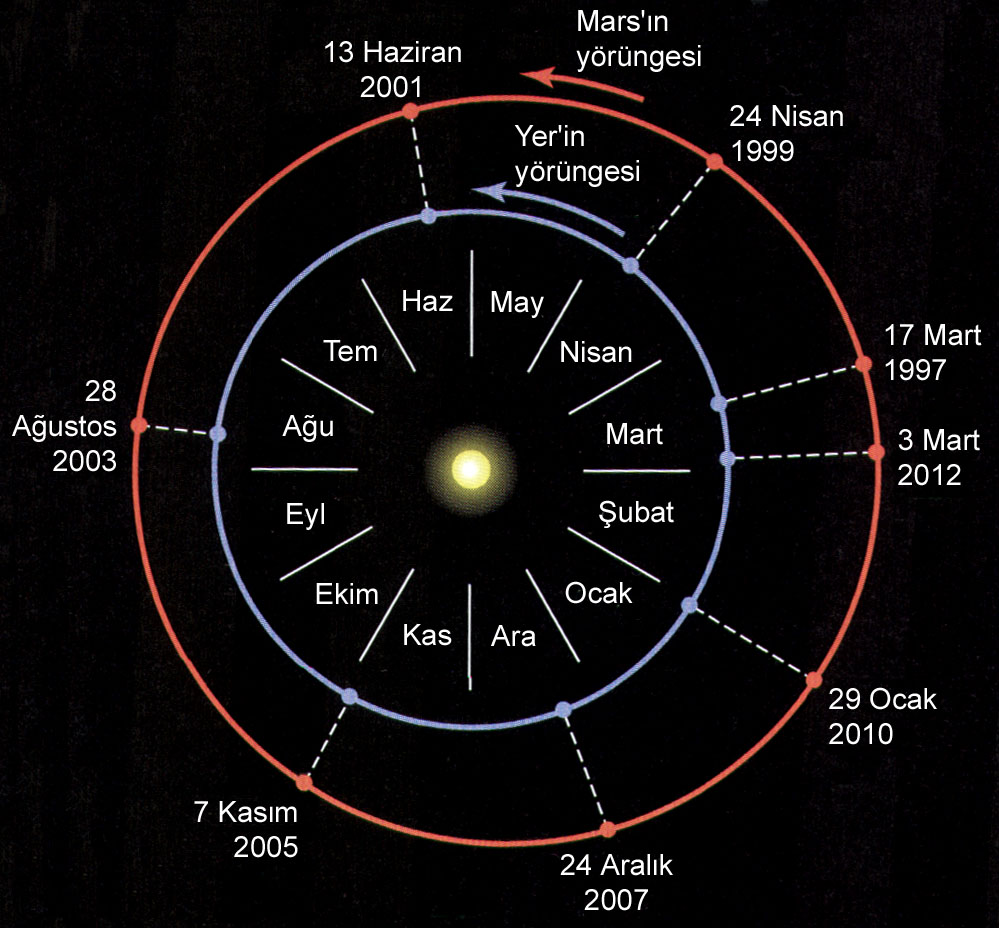 Mars'ın
yörüngesi
13 Haziran
2001
24 Nisan
1999
Yer'in
yörüngesi
17 Mart
1997
3 Mart
2012
28
Ağustos
2003
Haz
May
Tem
Nisan
Ağu
Mart
Eyl
Şubat
Ekim
Ocak
Kas
Ara
29 Ocak
2010
7 Kasım
2005
24 Aralık
2007